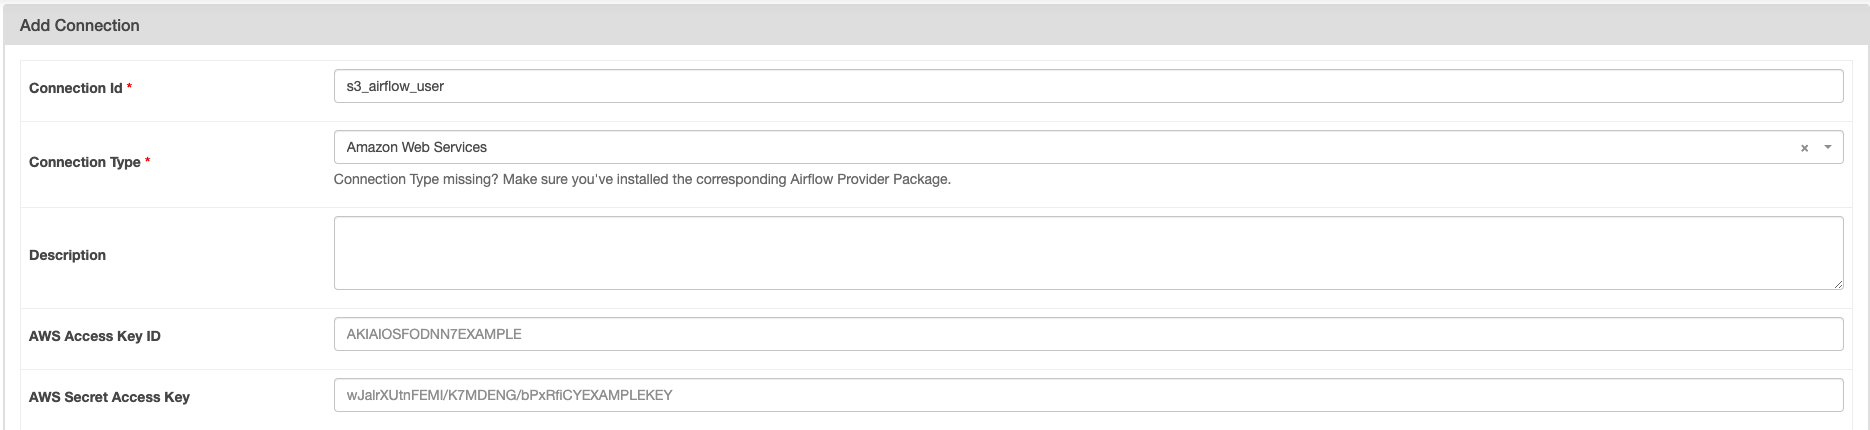 Add Connection
Connection Id *
s3_airflow_user
Connection Type *
Amazon Web Services
Connection Type missing? Make sure you've installed the corresponding Airflow Provider Package.
Description
AWS Access Key ID
AKIAIOSFODNN7EXAMPLE
AWS Secret Access Key
wJalrXUtnFEMI/K7MDENG/bPxRfiCYEXAMPLEKEY